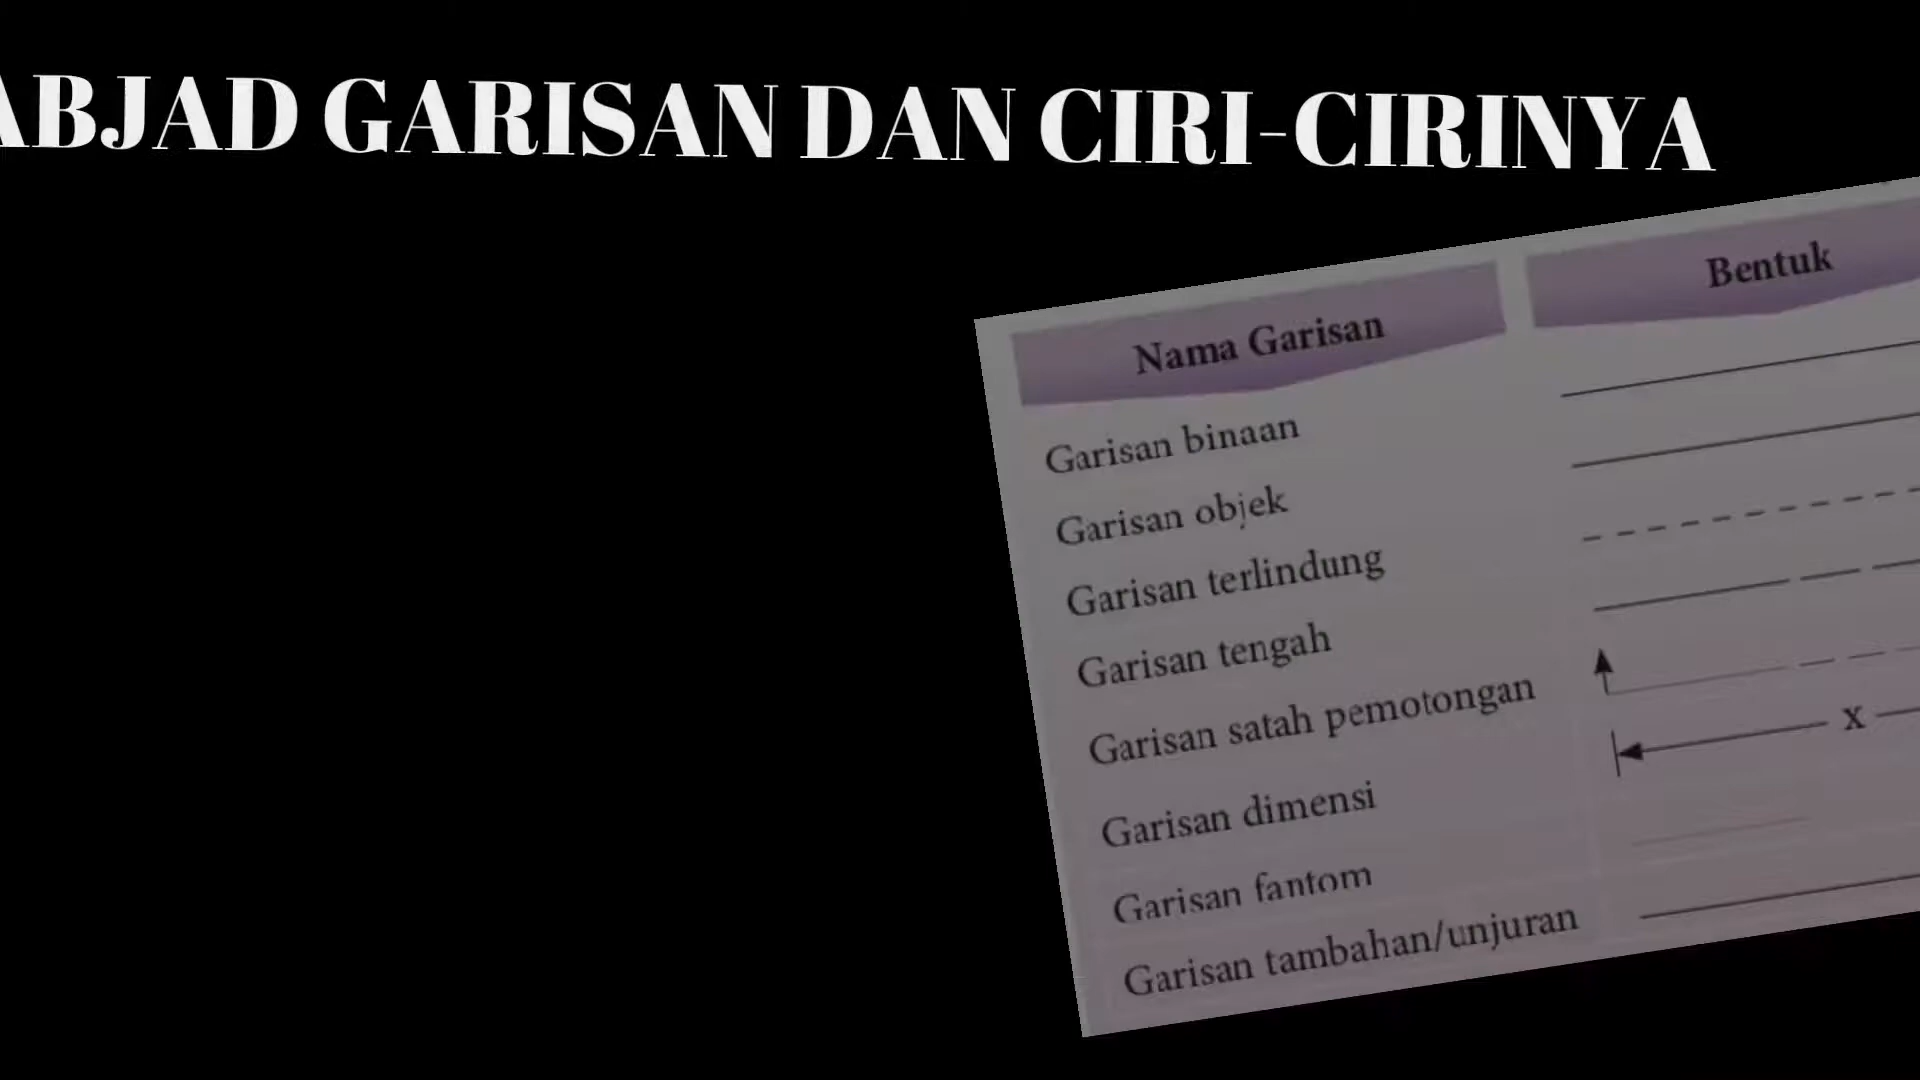 ABJAD GARISAN DAN CIRI-CIRINYA
Nama Garisan
Bentuk
Garisan binaan
Garisan objek
Garisan terlindung
Garisan tengah
Garisan satah pemotongan
x
Garisan dimensi
Garisan fantom
Garisan tambahan/unjuran